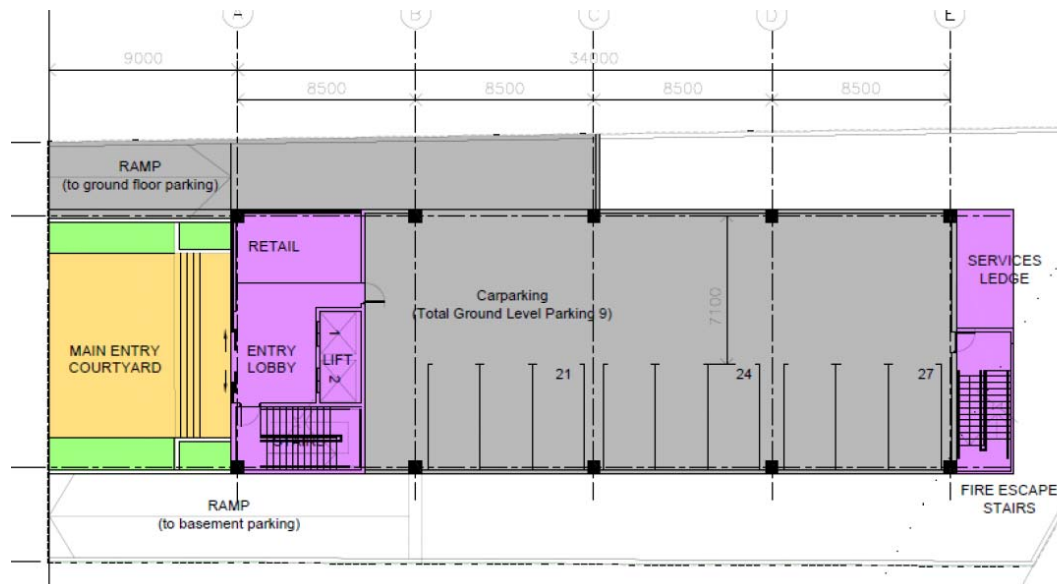 A B C D E
9000 34000
8500 8500 8500 8500
RAMP
(to ground floor parking)
RETAIL
SERVICES
LEDGE
Carparking
(Total Ground Level Parking 9)
7100
MAIN ENTRY
COURTYARD
ENTRY
LOBBY
1
LIFT
2
21 24 27
STAIRS
RAMP
(to basement parking)
FIRE ESCAPE
STAIRS